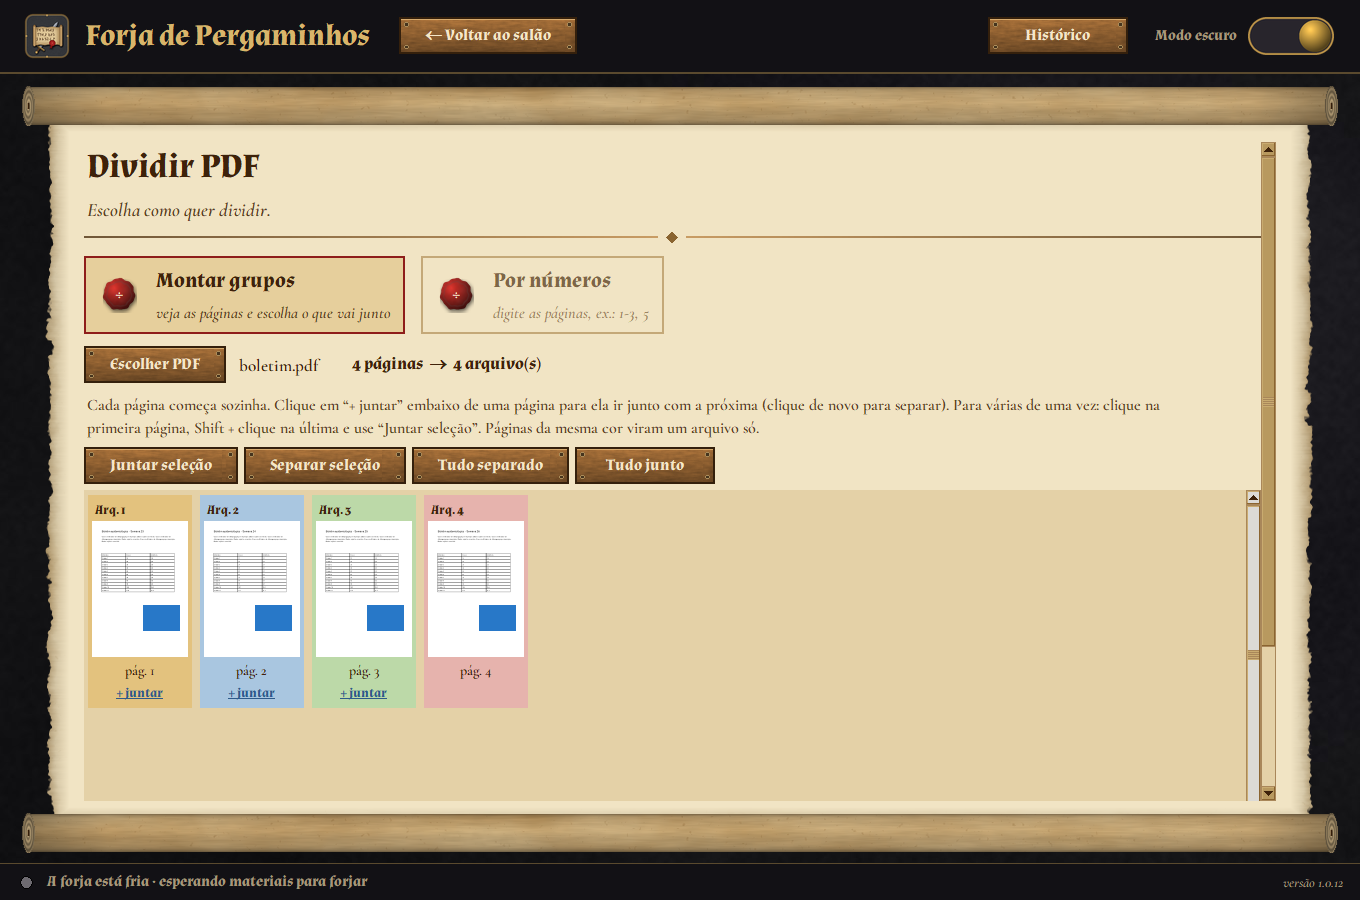 Forja de Pergaminhos
← Voltar ao salão
Histórico
Modo escuro
Dividir PDF
Escolha como quer dividir.
÷
Montar grupos
veja as páginas e escolha o que vai junto
÷
Por números
digite as páginas, ex.: 1-3, 5
Escolher PDF
boletim.pdf
4 páginas → 4 arquivo(s)
Cada página começa sozinha. Clique em “+ juntar” embaixo de uma página para ela ir junto com a próxima (clique de novo para separar). Para várias de uma vez: clique na
primeira página, Shift + clique na última e use “Juntar seleção”. Páginas da mesma cor viram um arquivo só.
Juntar seleção
Separar seleção
Tudo separado
Tudo junto
Arq. 1
Arq. 2
Arq. 3
Arq. 4
pág. 1
pág. 2
pág. 3
pág. 4
+ juntar
+ juntar
+ juntar
A forja está fria · esperando materiais para forjar
versão 1.0.12